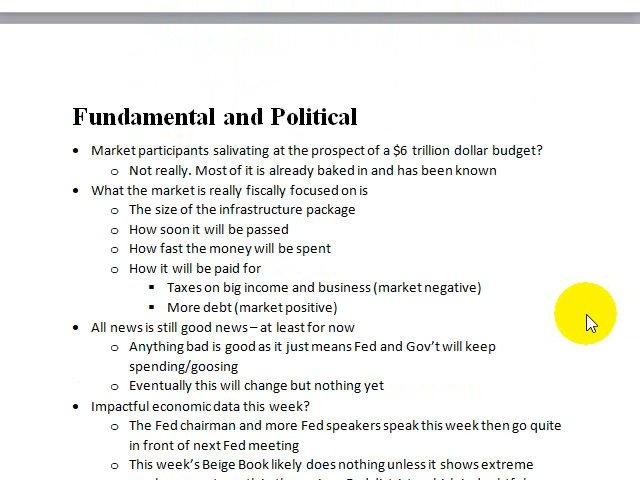 Fundamental and Political
• Market participants salivating at the prospect of a $6 trillion dollar budget?
o Not really. Most of it is already baked in and has been known
• What the market is really fiscally focused on is
o The size of the infrastructure package
o How soon it will be passed
o How fast the money will be spent
o How it will be paid for
▪ Taxes on big income and business (market negative)
▪ More debt (market positive)
• All news is still good news – at least for now
o Anything bad is good as it just means Fed and Gov't will keep
spending/goosing
o Eventually this will change but nothing yet
• Impactful economic data this week?
o The Fed chairman and more Fed speakers speak this week then go quite
in front of next Fed meeting
o This week's Beige Book likely does nothing unless it shows extreme